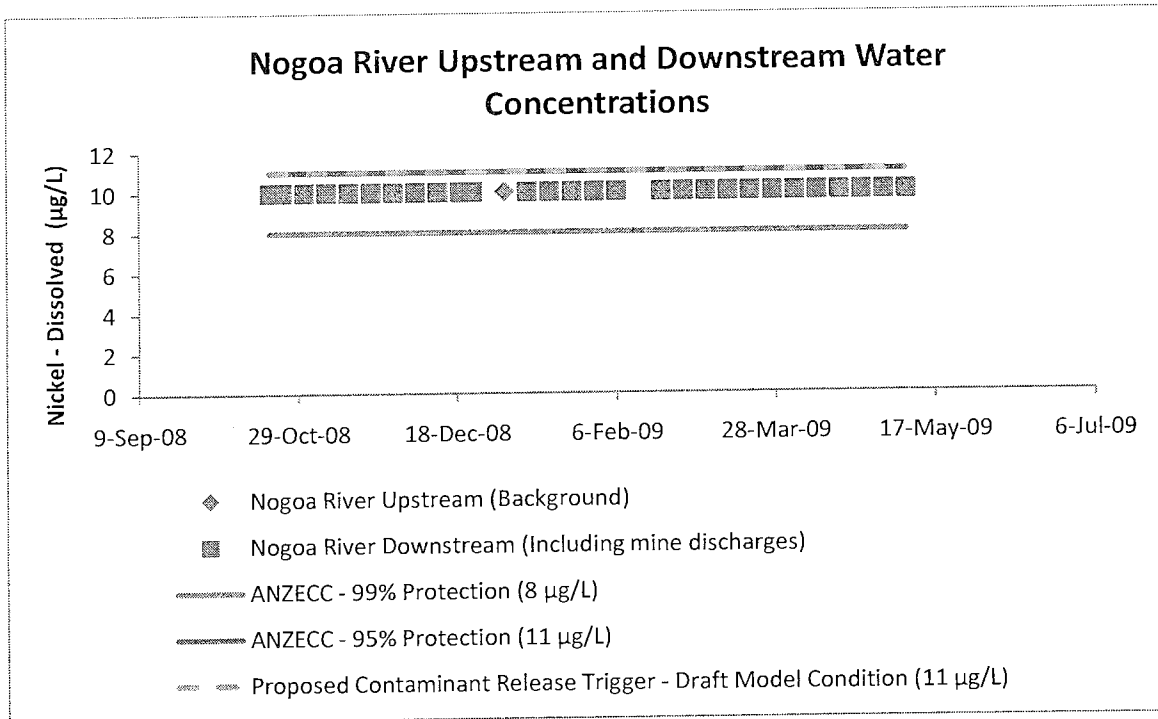 Nogoa River Upstream and Downstream Water
Concentrations
Nickel - Dissolved (µg/L)
12
10
8
6
4
2
0
9-Sep-08 29-Oct-08 18-Dec-08 6-Feb-09 28-Mar-09 17-May-09 6-Jul-09
Nogoa River Upstream (Background)
Nogoa River Downstream (Including mine discharges)
ANZECC - 99% Protection (8 µg/L)
ANZECC - 95% Protection (11 µg/L)
Proposed Contaminant Release Trigger - Draft Model Condition (11 µg/L)